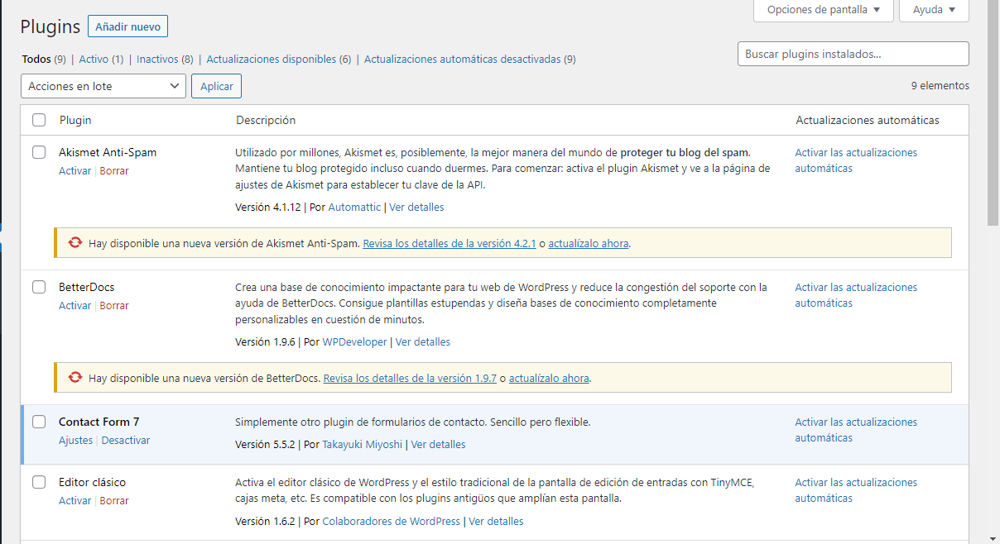 Opciones de pantalla ▼ Ayuda ▼
Plugins Añadir nuevo
Todos (9) | Activo (1) | Inactivos (8) | Actualizaciones disponibles (6) | Actualizaciones automáticas desactivadas (9)
Buscar plugins instalados...
Acciones en lote Aplicar
9 elementos
Plugin Descripción Actualizaciones automáticas
Akismet Anti-Spam
Activar | Borrar
Utilizado por millones, Akismet es, posiblemente, la mejor manera del mundo de proteger tu blog del spam.
Mantiene tu blog protegido incluso cuando duermes. Para comenzar: activa el plugin Akismet y ve a la página de
ajustes de Akismet para establecer tu clave de la API.
Versión 4.1.12 | Por Automattic | Ver detalles
Activar las actualizaciones
automáticas
Hay disponible una nueva versión de Akismet Anti-Spam. Revisa los detalles de la versión 4.2.1 o actualízalo ahora.
BetterDocs
Activar | Borrar
Crea una base de conocimiento impactante para tu web de WordPress y reduce la congestión del soporte con la
ayuda de BetterDocs. Consigue plantillas estupendas y diseña bases de conocimiento completamente
personalizables en cuestión de minutos.
Versión 1.9.6 | Por WPDeveloper | Ver detalles
Activar las actualizaciones
automáticas
Hay disponible una nueva versión de BetterDocs. Revisa los detalles de la versión 1.9.7 o actualízalo ahora.
Contact Form 7
Ajustes | Desactivar
Simplemente otro plugin de formularios de contacto. Sencillo pero flexible.
Versión 5.5.2 | Por Takayuki Miyoshi | Ver detalles
Activar las actualizaciones
automáticas
Editor clásico
Activar | Borrar
Activa el editor clásico de WordPress y el estilo tradicional de la pantalla de edición de entradas con TinyMCE,
cajas meta, etc. Es compatible con los plugins antigüos que amplían esta pantalla.
Versión 1.6.2 | Por Colaboradores de WordPress | Ver detalles
Activar las actualizaciones
automáticas